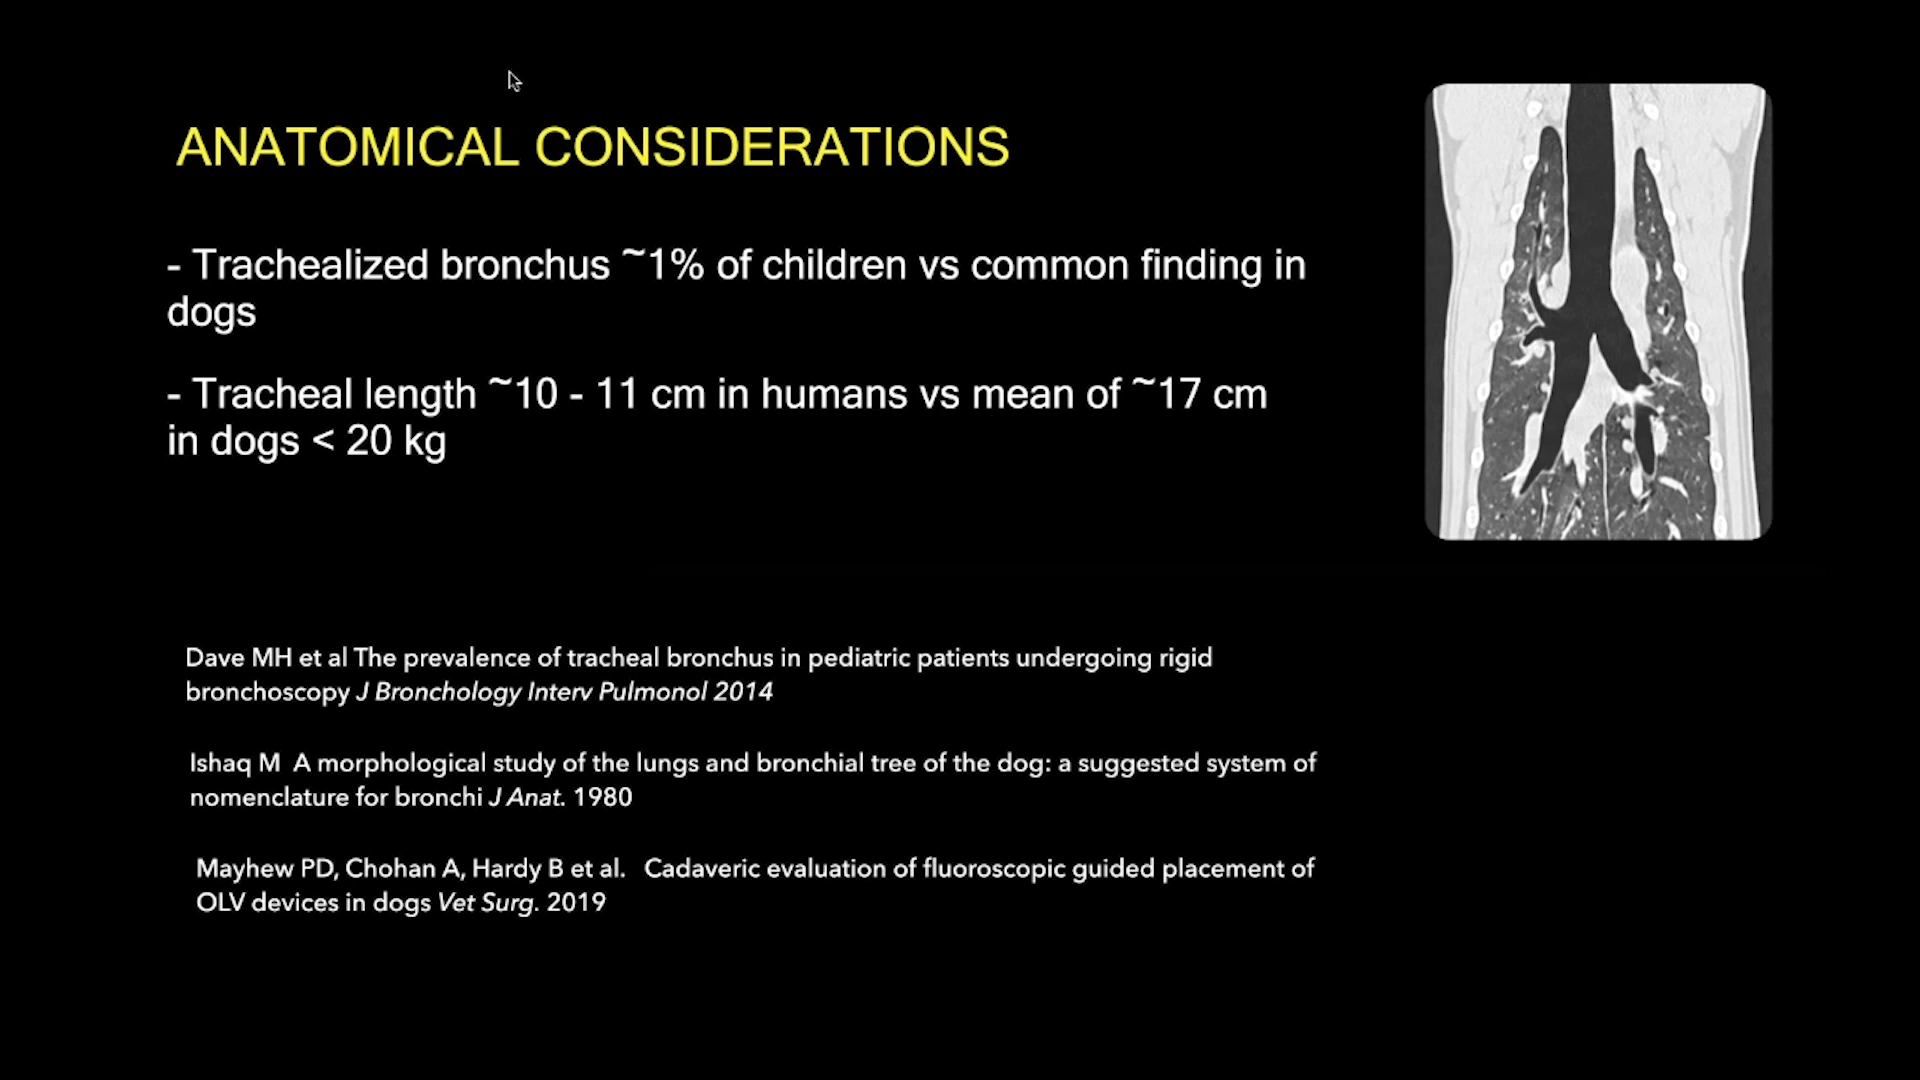 ANATOMICAL CONSIDERATIONS
- Trachealized bronchus ~1% of children vs common finding in
dogs
- Tracheal length ~10 - 11 cm in humans vs mean of ~17 cm
in dogs < 20 kg
Dave MH et al The prevalence of tracheal bronchus in pediatric patients undergoing rigid
bronchoscopy J Bronchology Interv Pulmonol 2014
Ishaq M  A morphological study of the lungs and bronchial tree of the dog: a suggested system of
nomenclature for bronchi J Anat. 1980
Mayhew PD, Chohan A, Hardy B et al.   Cadaveric evaluation of fluoroscopic guided placement of
OLV devices in dogs Vet Surg. 2019